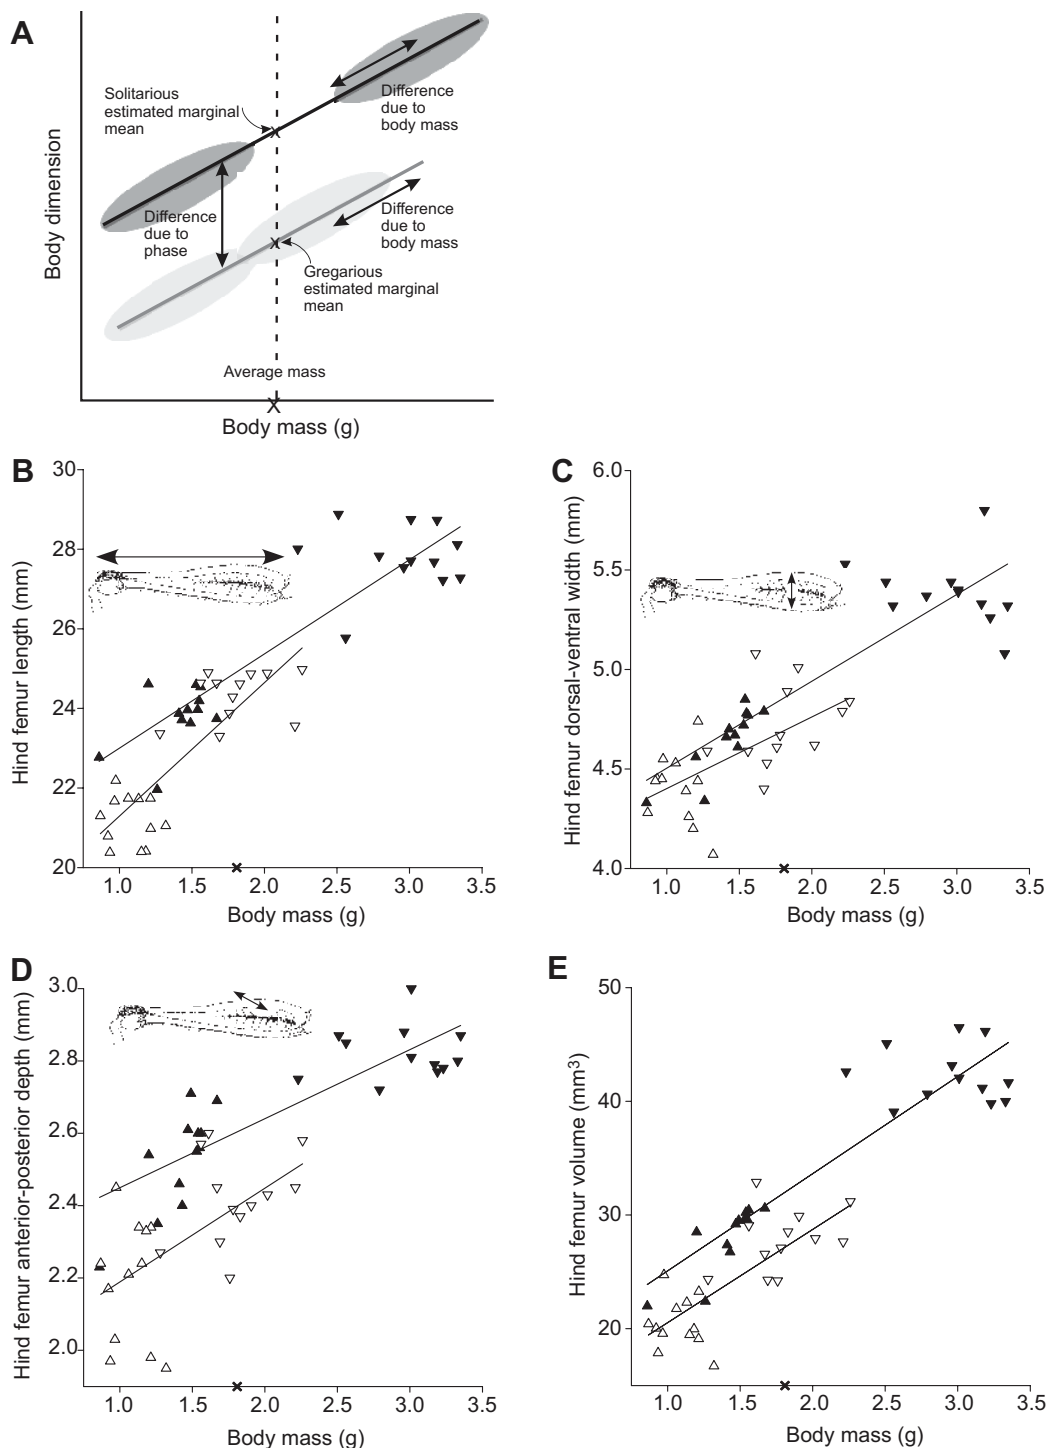 A
Solitarious
estimated marginal
mean
Difference
due to
body mass
Difference
due to
phase
Difference
due to
body mass
Gregarious
estimated marginal
mean
Average mass
X
Body dimension
Body mass (g)
B
30
28
26
24
22
20
1.0 1.5 2.0 2.5 3.0 3.5
Hind femur length (mm)
Body mass (g)
C
6.0
5.5
5.0
4.5
4.0
1.0 1.5 2.0 2.5 3.0 3.5
Hind femur dorsal-ventral width (mm)
Body mass (g)
D
3.0
2.8
2.6
2.4
2.2
2.0
1.0 1.5 2.0 2.5 3.0 3.5
Hind femur anterior-posterior depth (mm)
Body mass (g)
E
50
40
30
20
1.0 1.5 2.0 2.5 3.0 3.5
Hind femur volume (mm³)
Body mass (g)